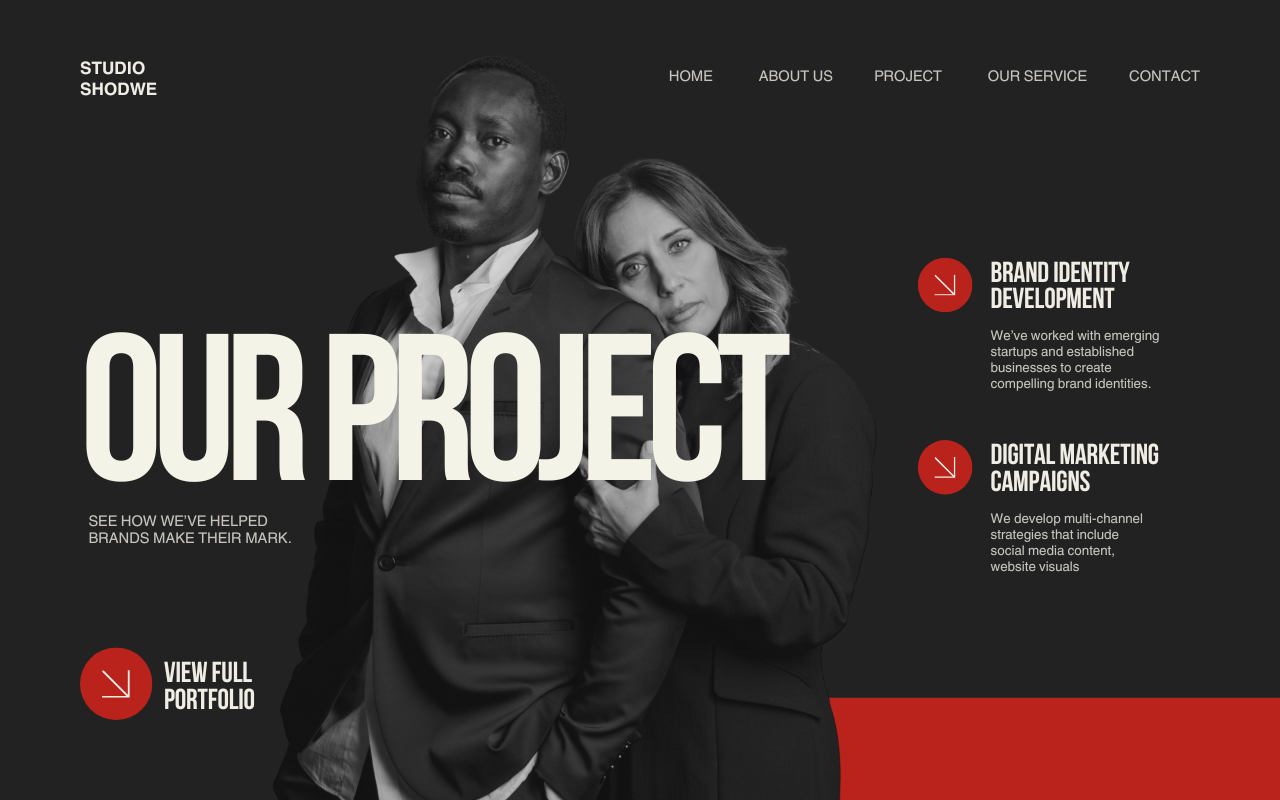 STUDIO
SHODWE
HOME ABOUT US PROJECT OUR SERVICE CONTACT
OUR PROJECT
SEE HOW WE'VE HELPED
BRANDS MAKE THEIR MARK.
VIEW FULL
PORTFOLIO
BRAND IDENTITY
DEVELOPMENT
We've worked with emerging
startups and established
businesses to create
compelling brand identities.
DIGITAL MARKETING
CAMPAIGNS
We develop multi-channel
strategies that include
social media content,
website visuals